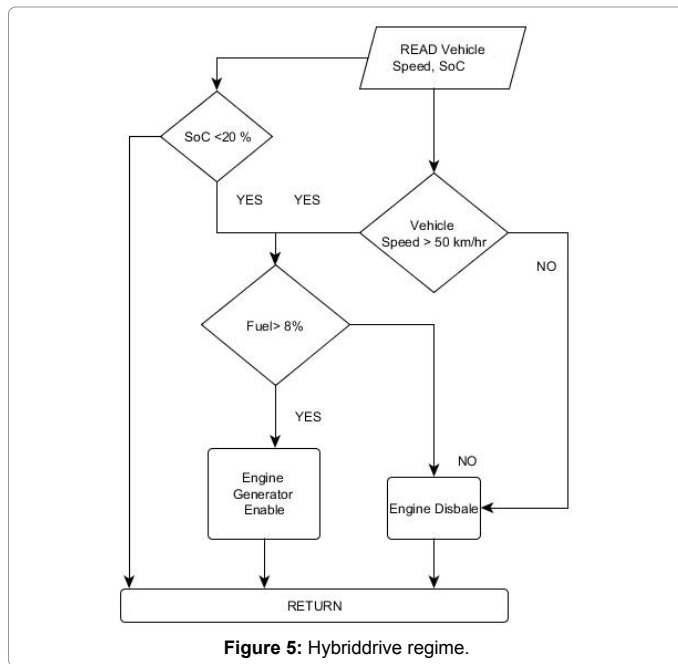 READ Vehicle
Speed, SoC
SoC <20 %
YES
YES
Vehicle
Speed > 50 km/hr
NO
Fuel> 8%
YES
NO
Engine
Generator
Enable
Engine Disbale
RETURN
Figure 5: Hybriddrive regime.